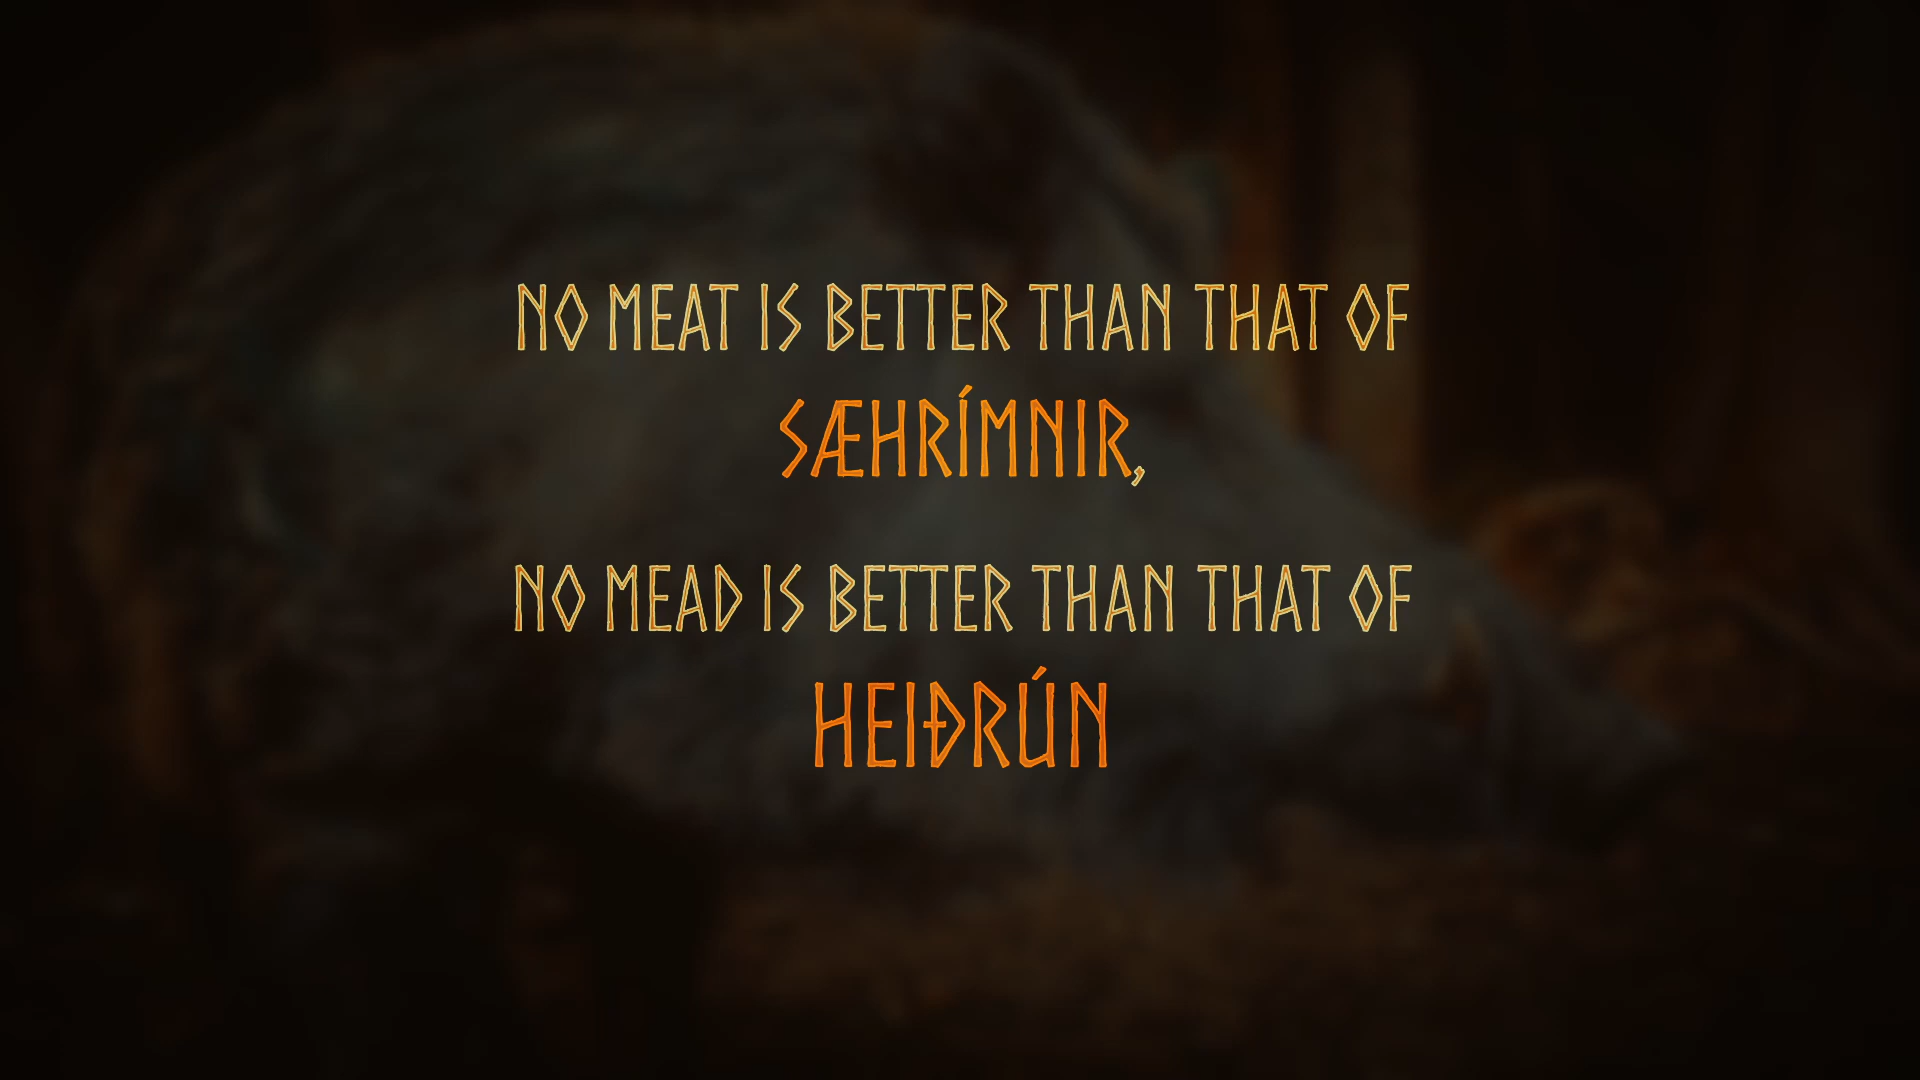 NO MEAT IS BETTER THAN THAT OF
SÆHRÍMNIR,
NO MEAD IS BETTER THAN THAT OF
HEIÐRÚN